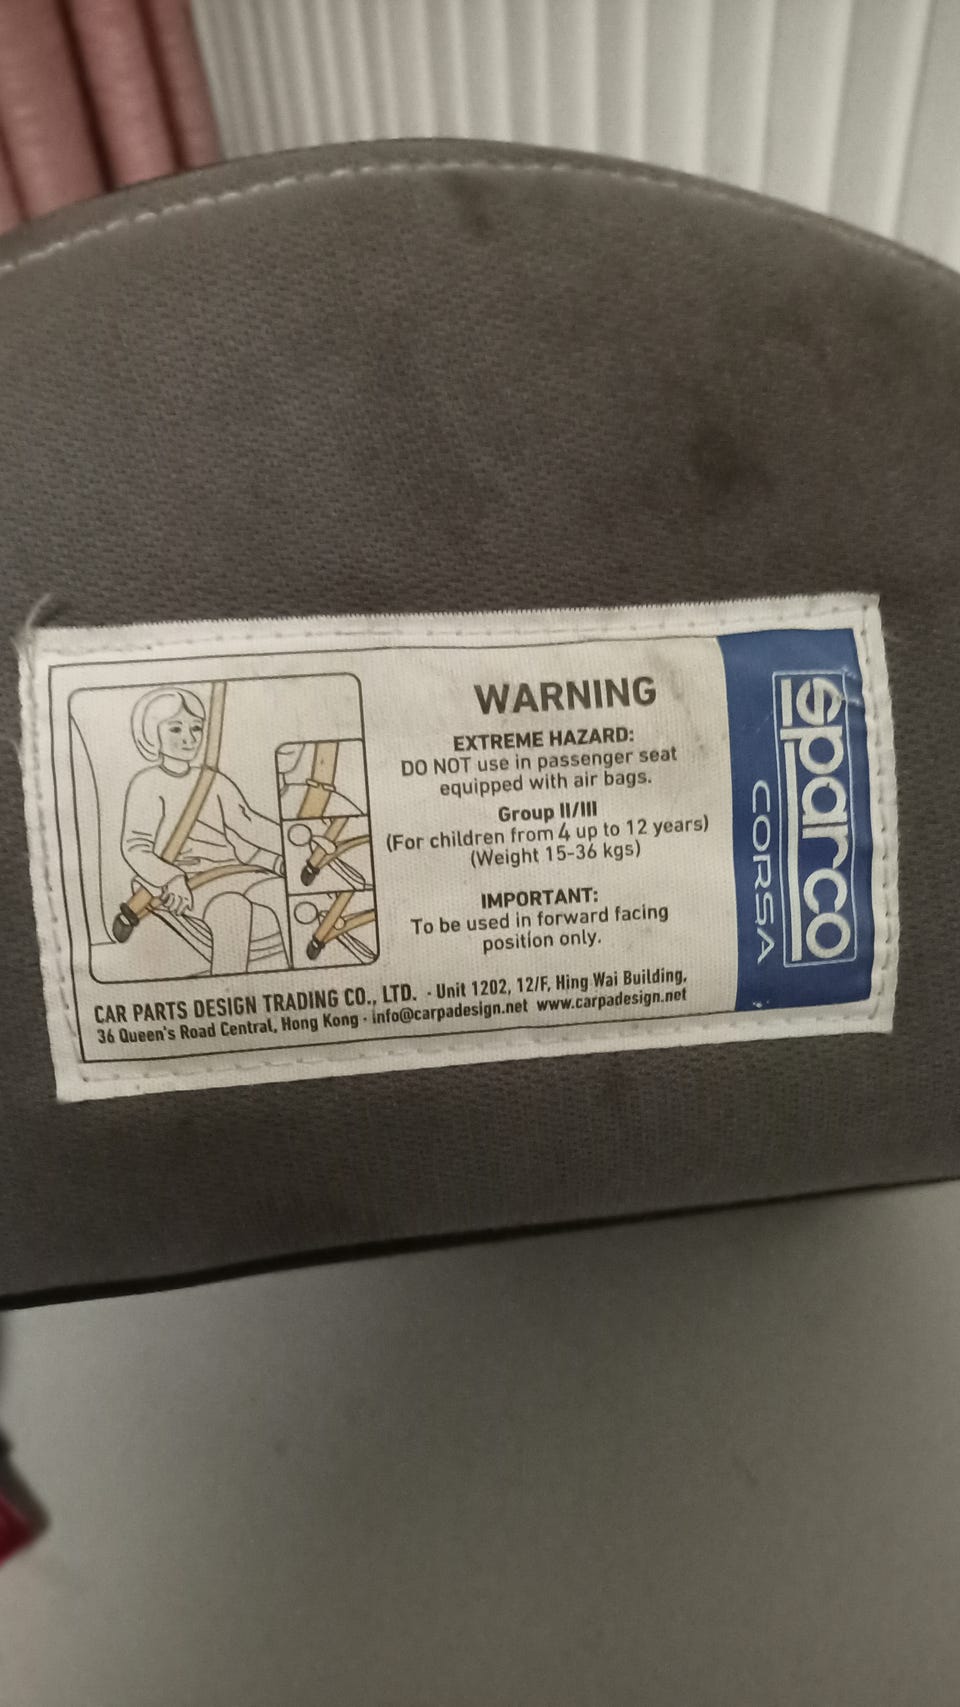 WARNING
EXTREME HAZARD:
DO NOT use in passenger seat
equipped with air bags.
Group II/III
(For children from 4 up to 12 years)
(Weight 15-36 kgs)
IMPORTANT:
To be used in forward facing
position only.
CAR PARTS DESIGN TRADING CO., LTD. - Unit 1202, 12/F, Hing Wai Building,
36 Queen's Road Central, Hong Kong - info@carpadesign.net www.carpadesign.net
sparco
CORSA